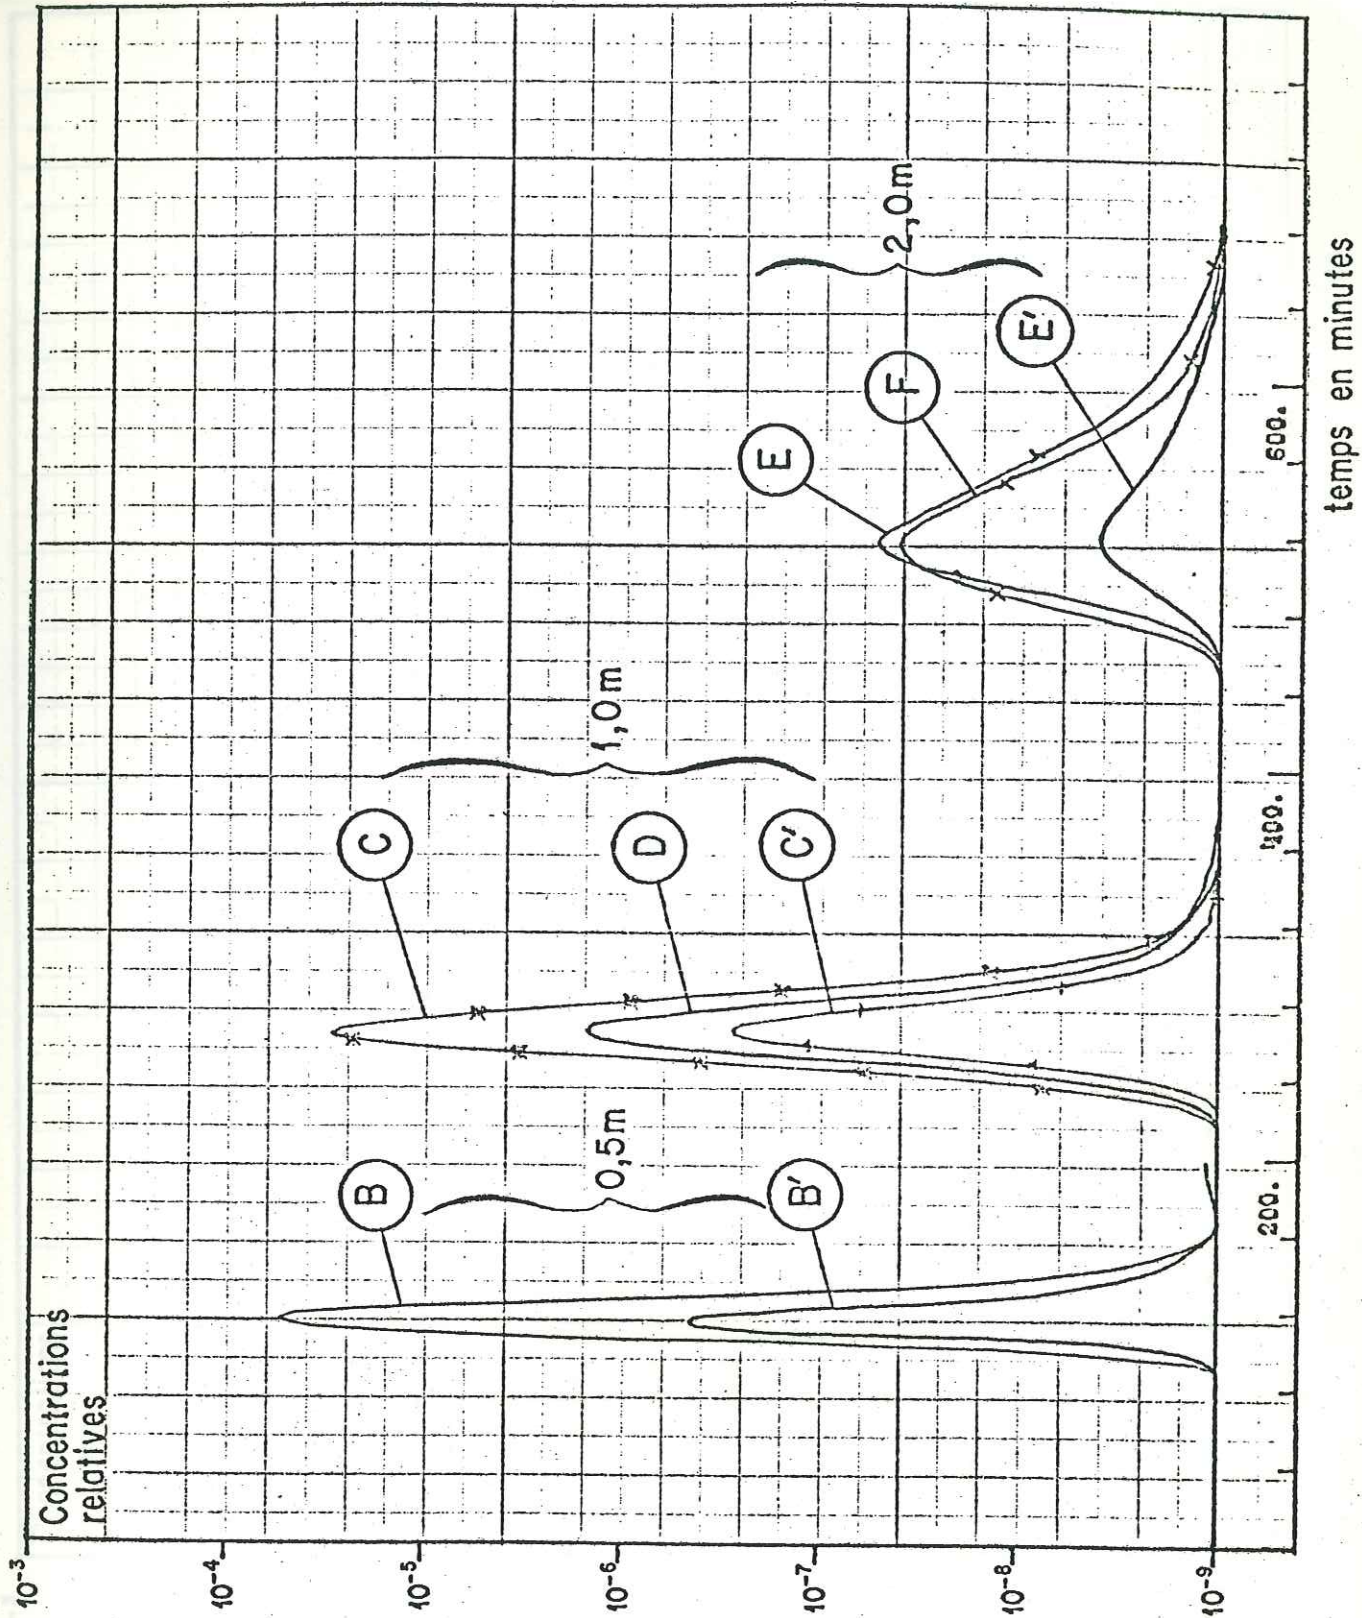 Concentrations
relatives
10⁻³
10⁻⁴
10⁻⁵
10⁻⁶
10⁻⁷
10⁻⁸
10⁻⁹
B
B'
0,5m
C
D
C'
1,0m
E
F
E'
2,0m
200.
400.
600.
temps en minutes